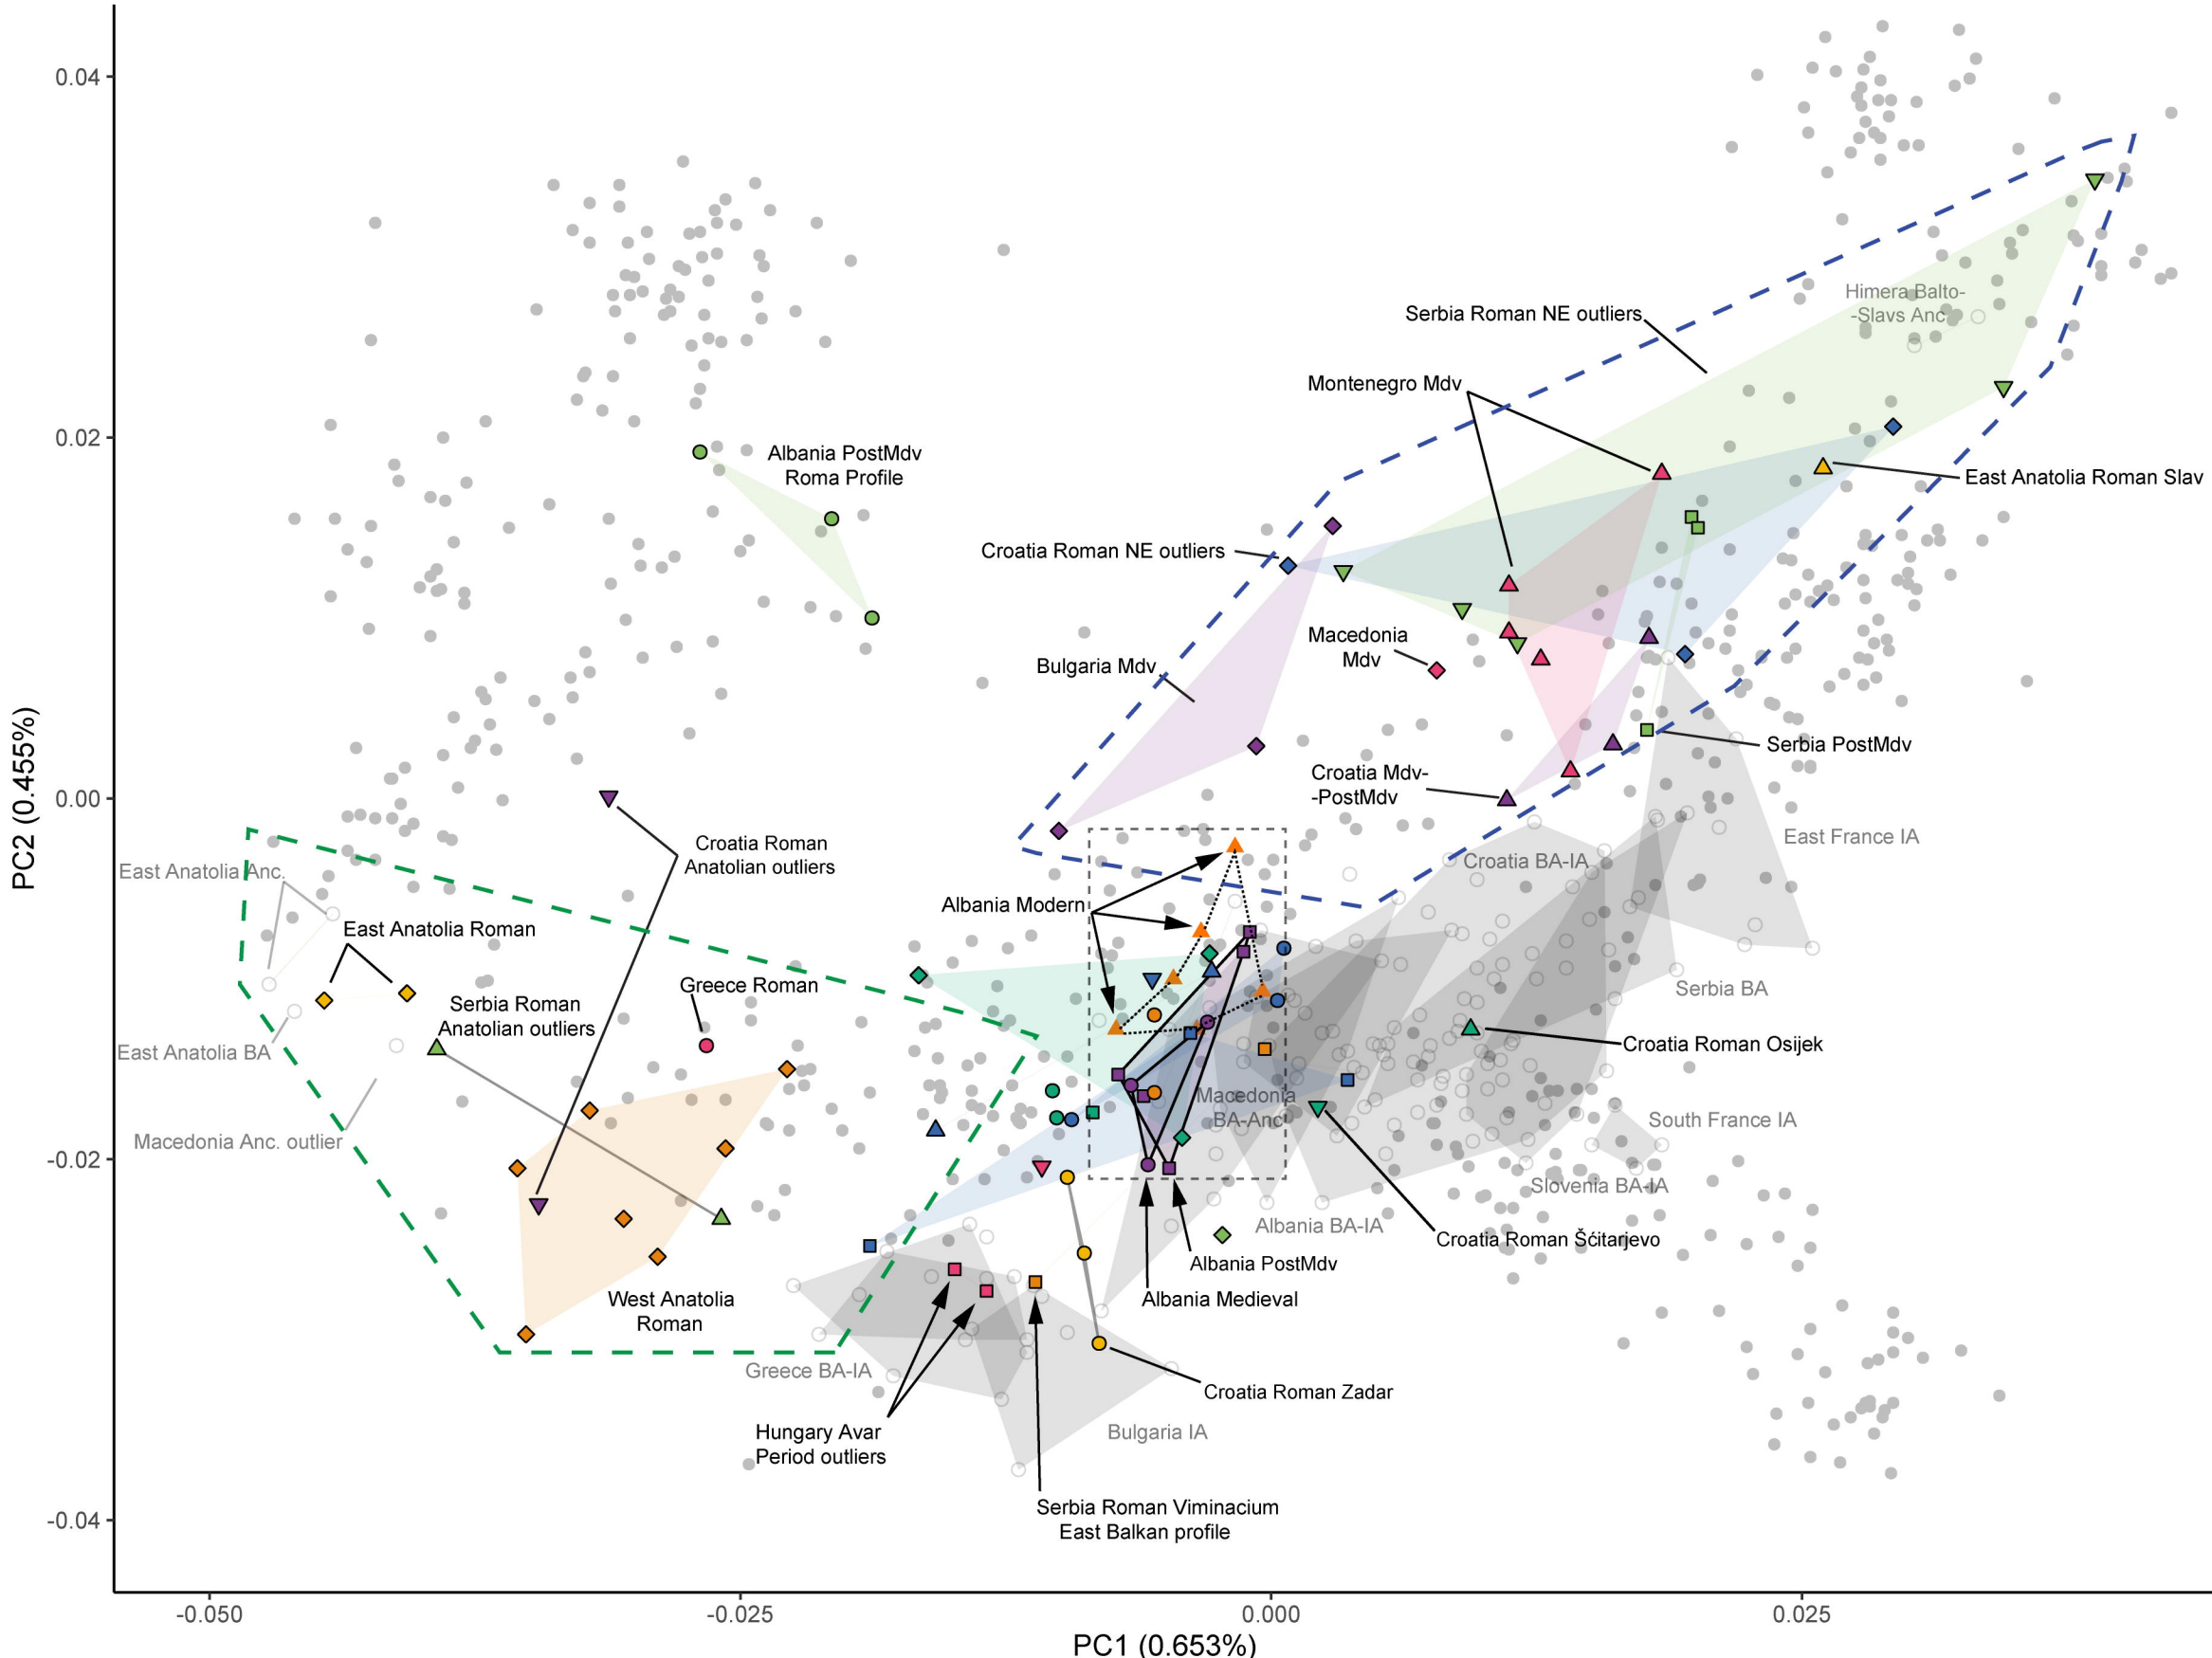 0.04
Himera Balto-
-Slavs Anc
Serbia Roman NE outliers
Montenegro Mdv
0.02
Albania PostMdv
Roma Profile
East Anatolia Roman Slav
Croatia Roman NE outliers
Macedonia
Mdv
Bulgaria Mdv
Serbia PostMdv
Croatia Mdv-
-PostMdv
0.00
PC2 (0.455%)
Croatia Roman
Anatolian outliers
East France IA
Croatia BA-IA
East Anatolia Anc.
Albania Modern
East Anatolia Roman
Greece Roman
Serbia BA
Serbia Roman
Anatolian outliers
East Anatolia BA
Croatia Roman Osijek
Macedonia
BA-Anc
South France IA
Macedonia Anc. outlier
-0.02
Slovenia BA-IA
Albania BA-IA
Croatia Roman Šćitarjevo
Albania PostMdv
Albania Medieval
West Anatolia
Roman
Greece BA-IA
Croatia Roman Zadar
Hungary Avar
Period outliers
Bulgaria IA
Serbia Roman Viminacium
East Balkan profile
-0.04
-0.050
-0.025
0.000
0.025
PC1 (0.653%)